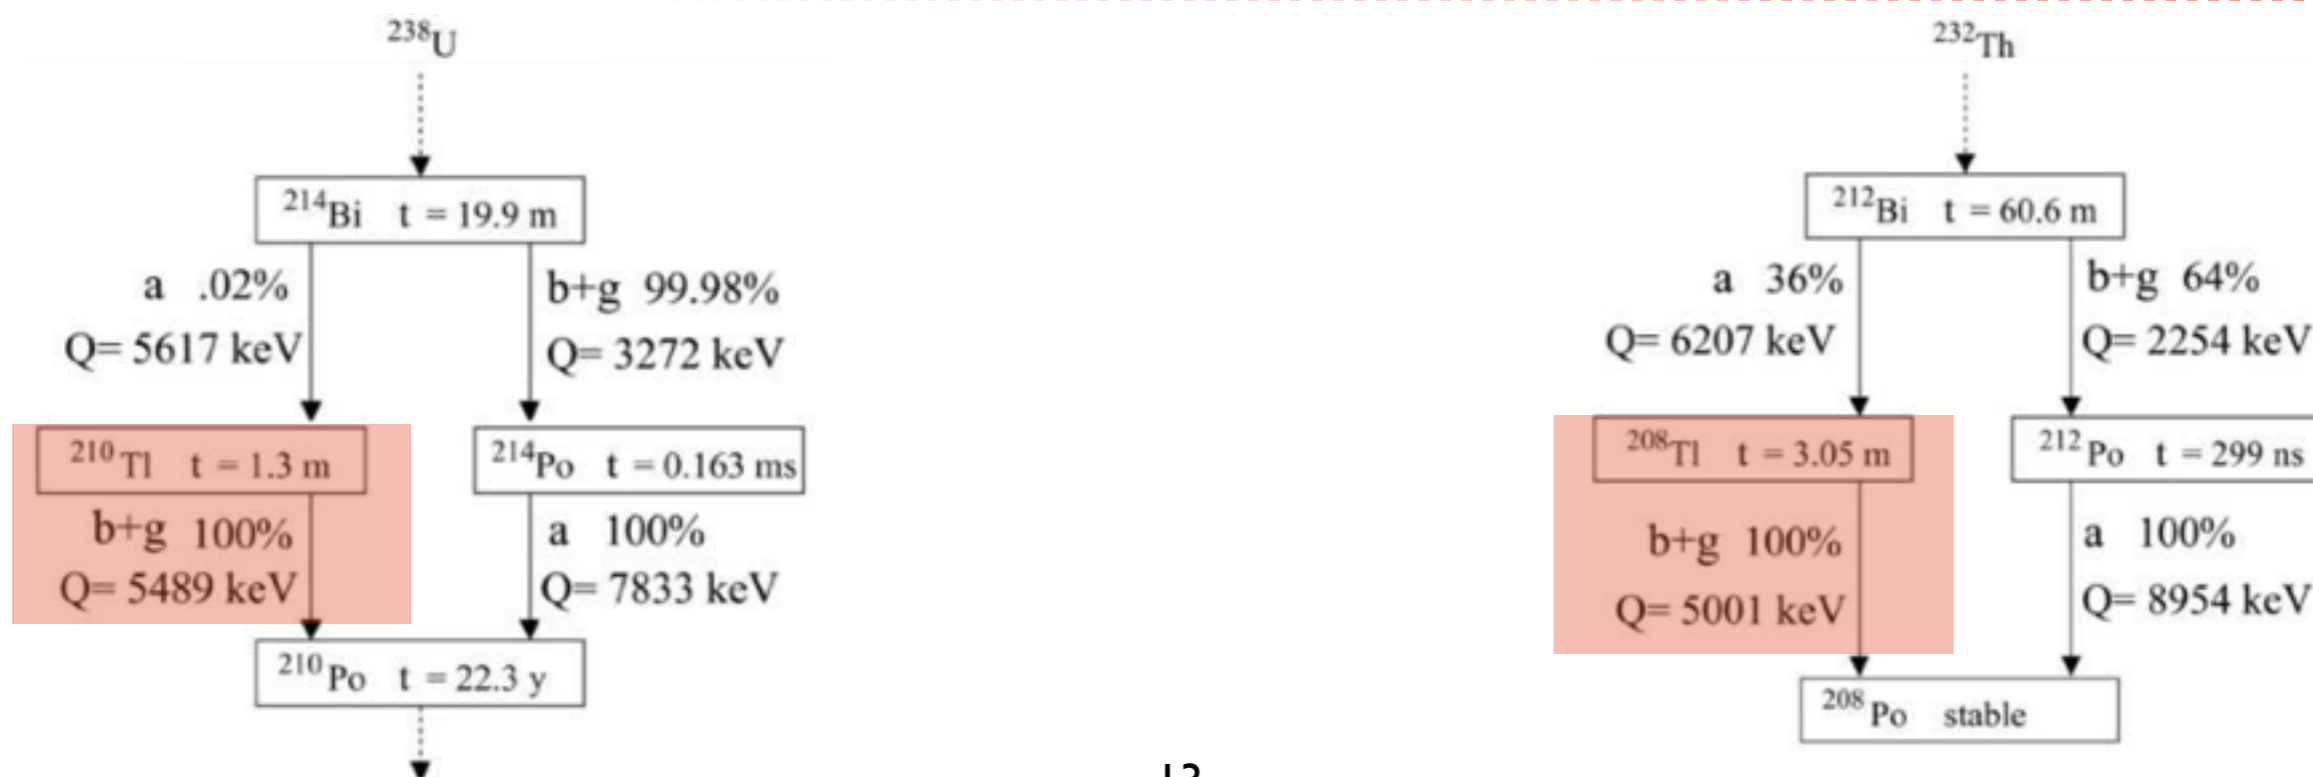 ²³⁸U
²¹⁴Bi t = 19.9 m
a .02%
Q= 5617 keV
b+g 99.98%
Q= 3272 keV
²¹⁰Tl t = 1.3 m
²¹⁴Po t = 0.163 ms
b+g 100%
Q= 5489 keV
a 100%
Q= 7833 keV
²¹⁰Po t = 22.3 y
²³²Th
²¹²Bi t = 60.6 m
a 36%
Q= 6207 keV
b+g 64%
Q= 2254 keV
²⁰⁸Tl t = 3.05 m
²¹²Po t = 299 ns
b+g 100%
Q= 5001 keV
a 100%
Q= 8954 keV
²⁰⁸Po stable